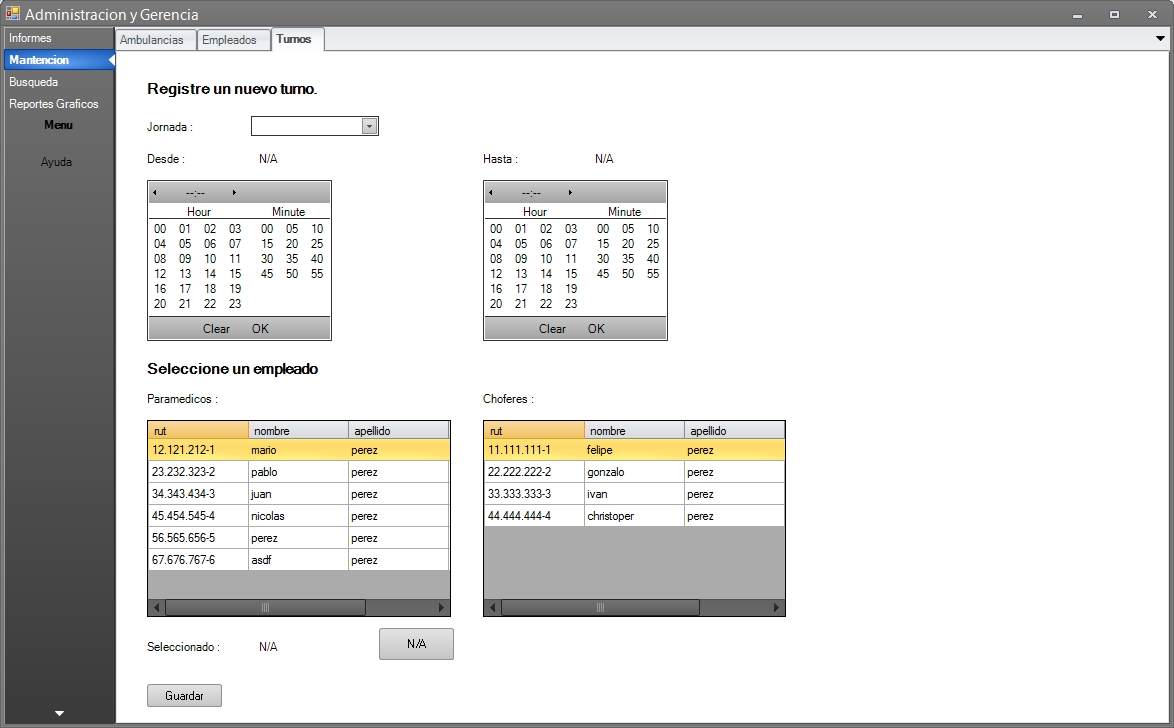 Administracion y Gerencia
Informes
Mantencion
Busqueda
Reportes Graficos
Menu
Ayuda
Ambulancias Empleados Turnos
Registre un nuevo turno.
Jornada :
Desde : N/A Hasta : N/A
--:-- --:--
Hour Minute Hour Minute
00 01 02 03 00 05 10 00 01 02 03 00 05 10
04 05 06 07 15 20 25 04 05 06 07 15 20 25
08 09 10 11 30 35 40 08 09 10 11 30 35 40
12 13 14 15 45 50 55 12 13 14 15 45 50 55
16 17 18 19 16 17 18 19
20 21 22 23 20 21 22 23
Clear OK Clear OK
Seleccione un empleado
Paramedicos : Choferes :
rut nombre apellido rut nombre apellido
12.121.212-1 mario perez 11.111.111-1 felipe perez
23.232.323-2 pablo perez 22.222.222-2 gonzalo perez
34.343.434-3 juan perez 33.333.333-3 ivan perez
45.454.545-4 nicolas perez 44.444.444-4 christoper perez
56.565.656-5 perez perez
67.676.767-6 asdf perez
Seleccionado : N/A N/A
Guardar